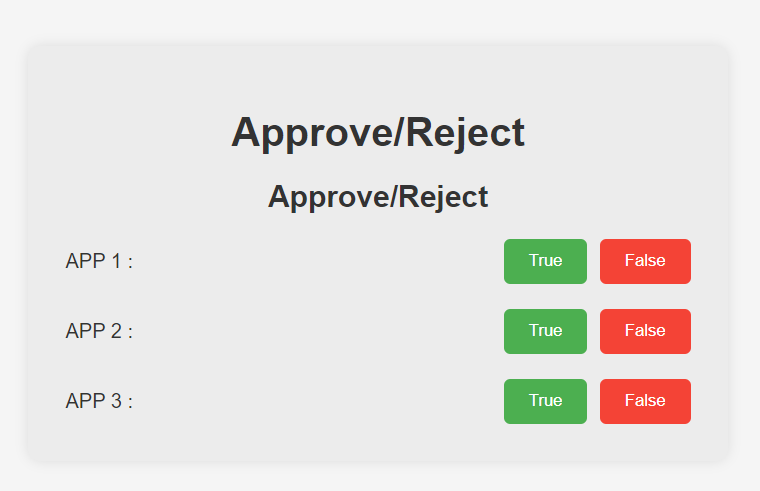 Approve/Reject
Approve/Reject
APP 1 : True False
APP 2 : True False
APP 3 : True False